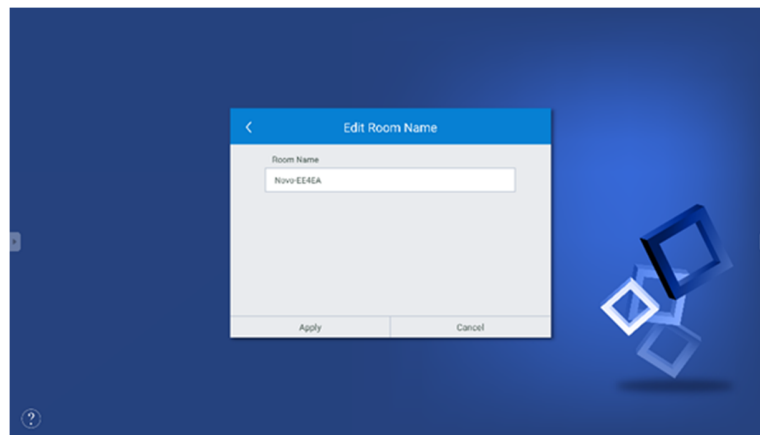 Edit Room Name
Room Name
Novo-EE4EA
Apply
Cancel
?